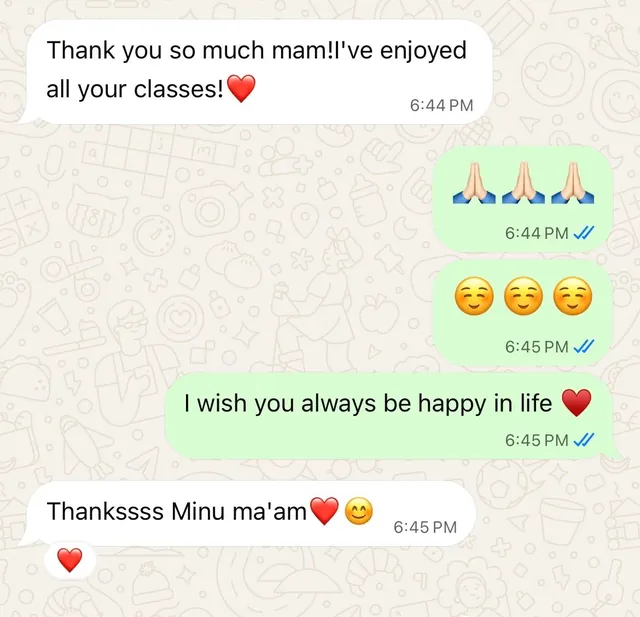 Thank you so much mam!I've enjoyed
all your classes!❤️
6:44 PM
🙏🏻 🙏🏻 🙏🏻
6:44 PM
☺️ ☺️ ☺️
6:45 PM
I wish you always be happy in life ♥️
6:45 PM
Thankssss Minu ma'am❤️😊
6:45 PM
❤️